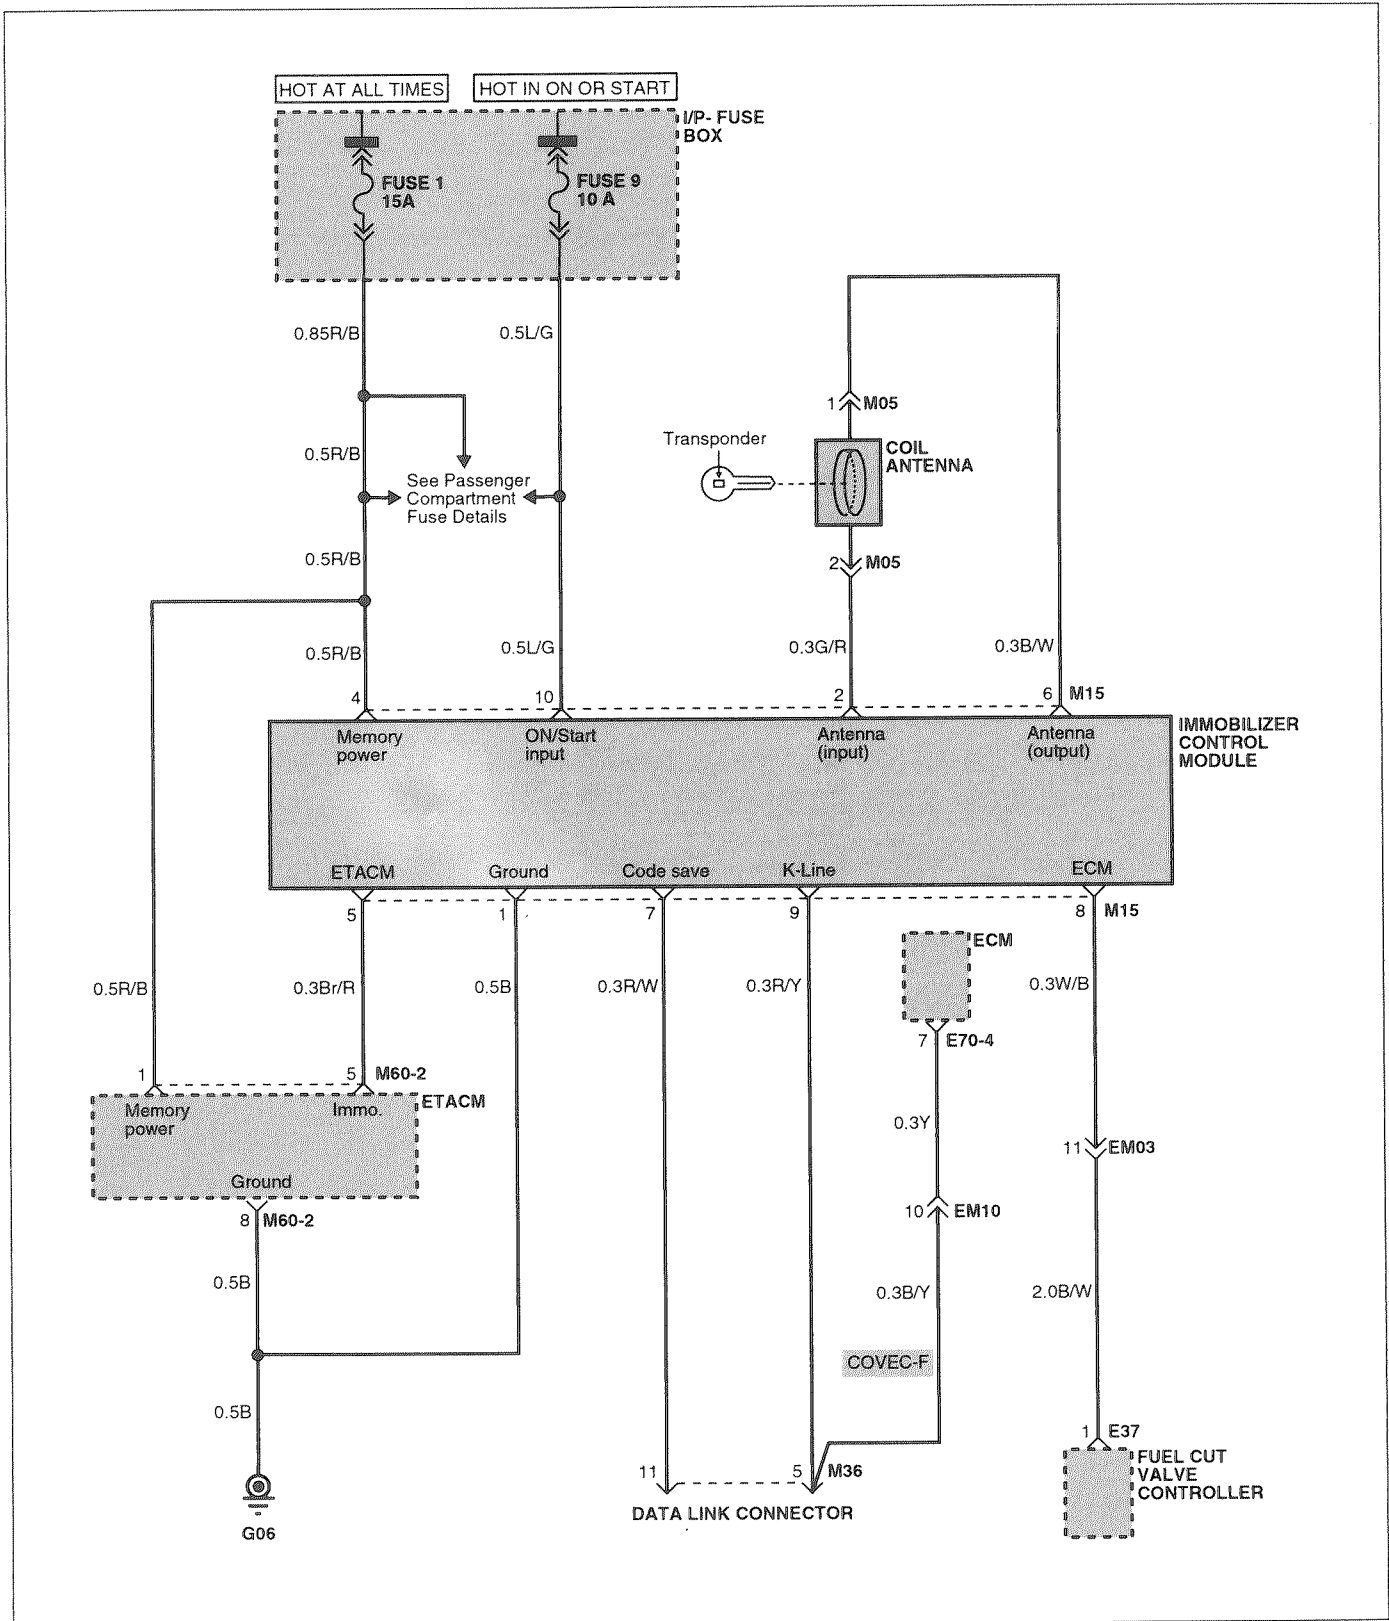 HOT AT ALL TIMES
HOT IN ON OR START
I/P- FUSE
BOX
FUSE 1
15A
FUSE 9
10 A
0.85R/B
0.5L/G
1
M05
Transponder
COIL
ANTENNA
0.5R/B
See Passenger
Compartment
Fuse Details
2
M05
0.5R/B
0.5R/B
0.5L/G
0.3G/R
0.3B/W
4
10
2
6
M15
IMMOBILIZER
CONTROL
MODULE
Memory
power
ON/Start
input
Antenna
(input)
Antenna
(output)
ETACM
Ground
Code save
K-Line
ECM
5
1
7
9
8
M15
ECM
0.5R/B
0.3Br/R
0.5B
0.3R/W
0.3R/Y
0.3W/B
7
E70-4
1
5
M60-2
ETACM
Memory
power
Immo.
0.3Y
11
EM03
Ground
8
M60-2
10
EM10
0.5B
0.3B/Y
2.0B/W
COVEC-F
0.5B
1
E37
FUEL CUT
VALVE
CONTROLLER
11
5
M36
DATA LINK CONNECTOR
G06